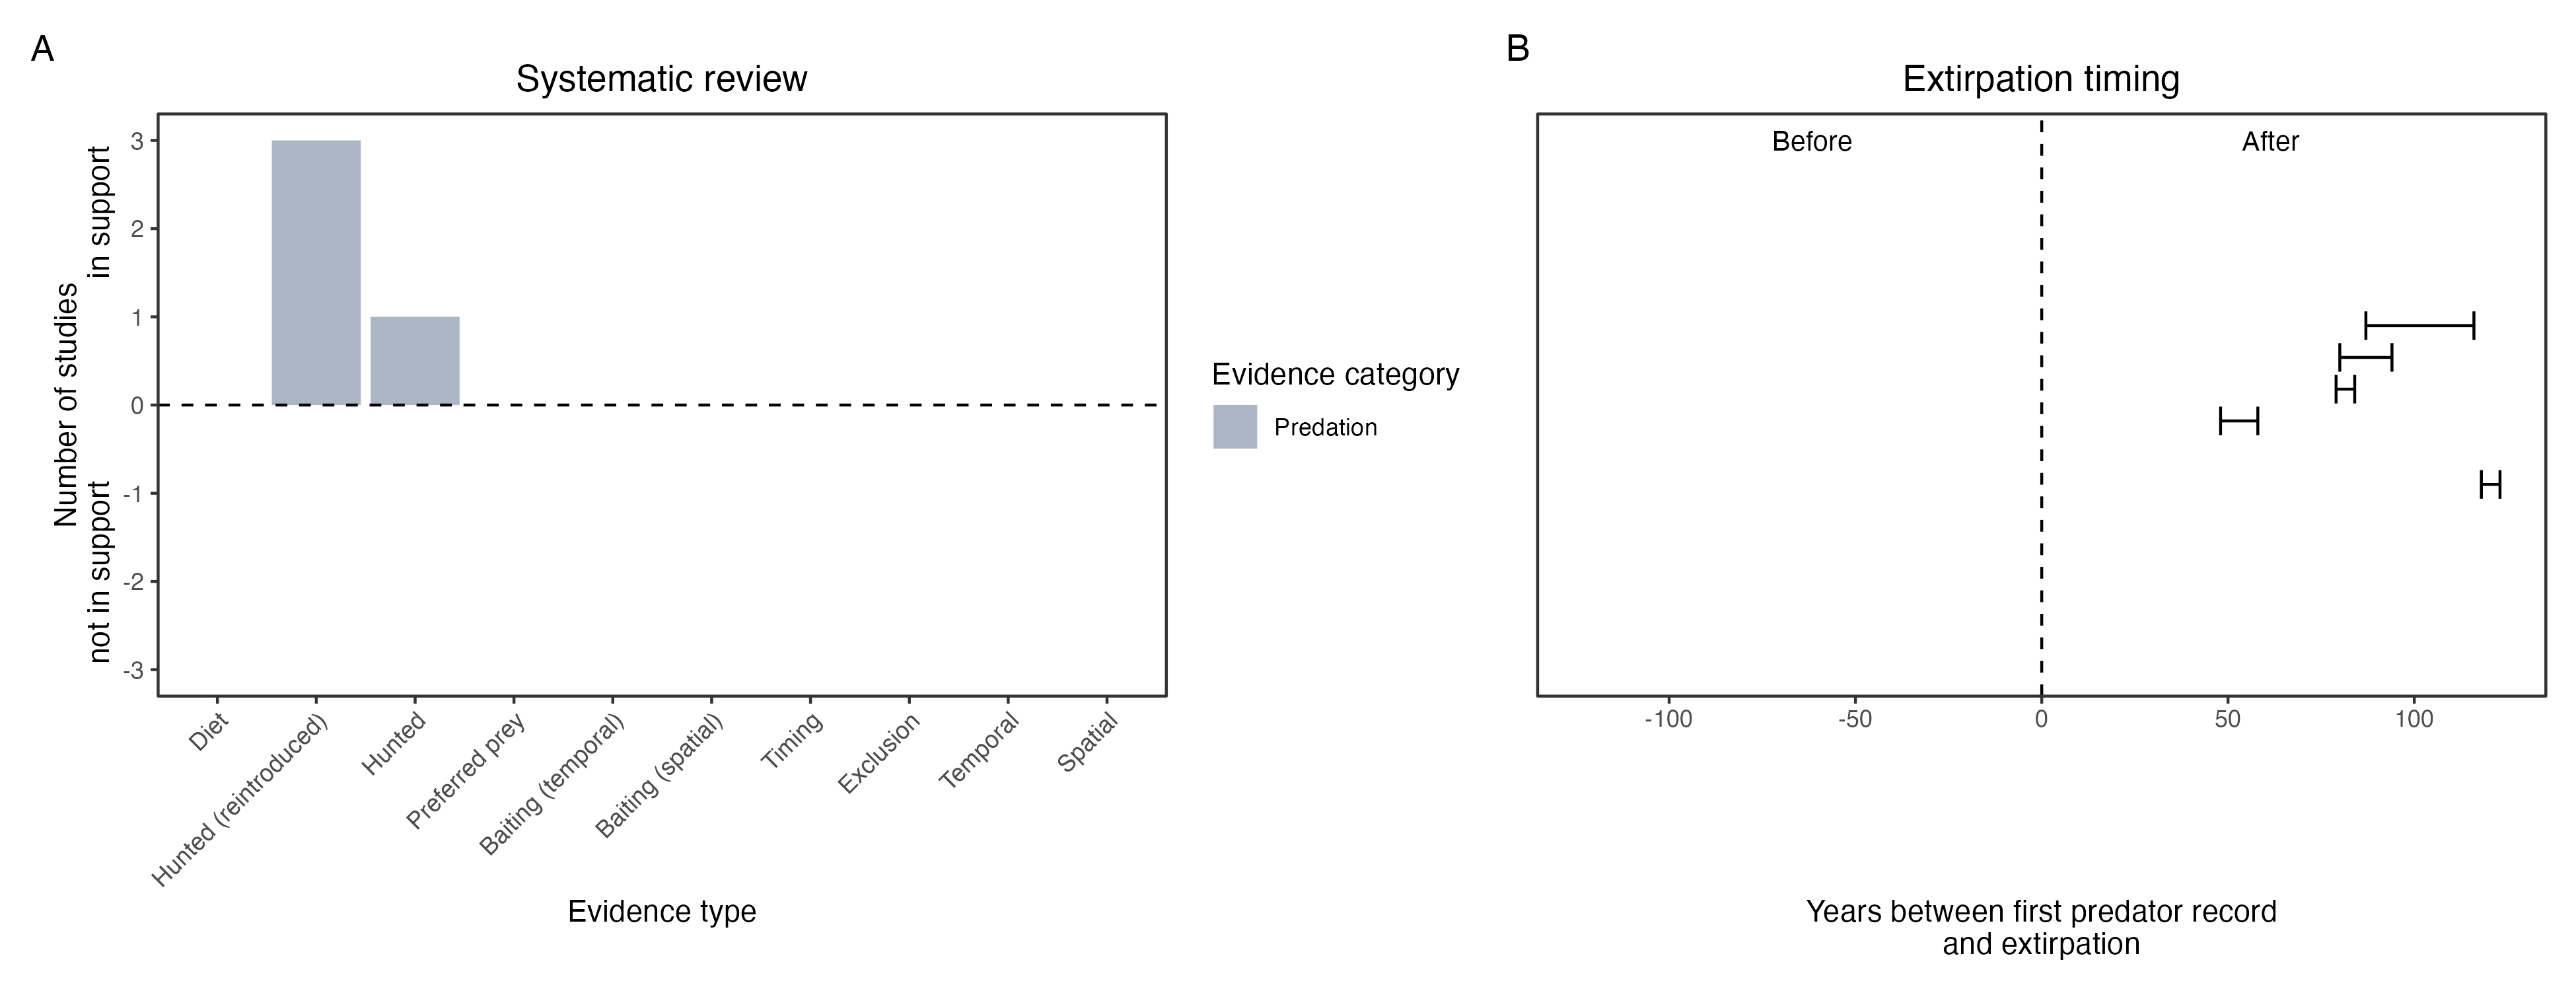 A
Systematic review
Number of studies
in support
not in support
3
2
1
0
-1
-2
-3
Diet
Hunted (reintroduced)
Hunted
Preferred prey
Baiting (temporal)
Baiting (spatial)
Timing
Exclusion
Temporal
Spatial
Evidence type
Evidence category
Predation
B
Extirpation timing
Before
After
-100
-50
0
50
100
Years between first predator record
and extirpation